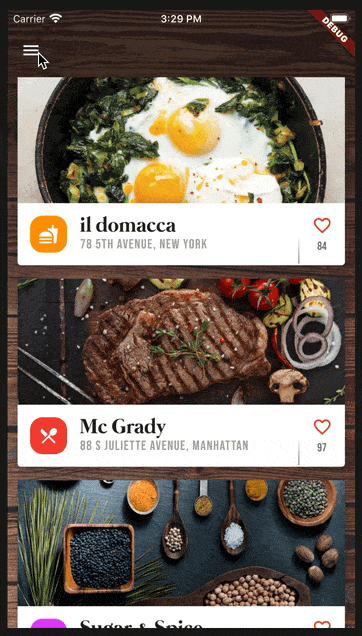 Carrier 3:29 PM
DEBUG
il domacca
78 5TH AVENUE, NEW YORK
84
Mc Grady
88 S JULIETTE AVENUE, MANHATTAN
97
Sugar & Spice